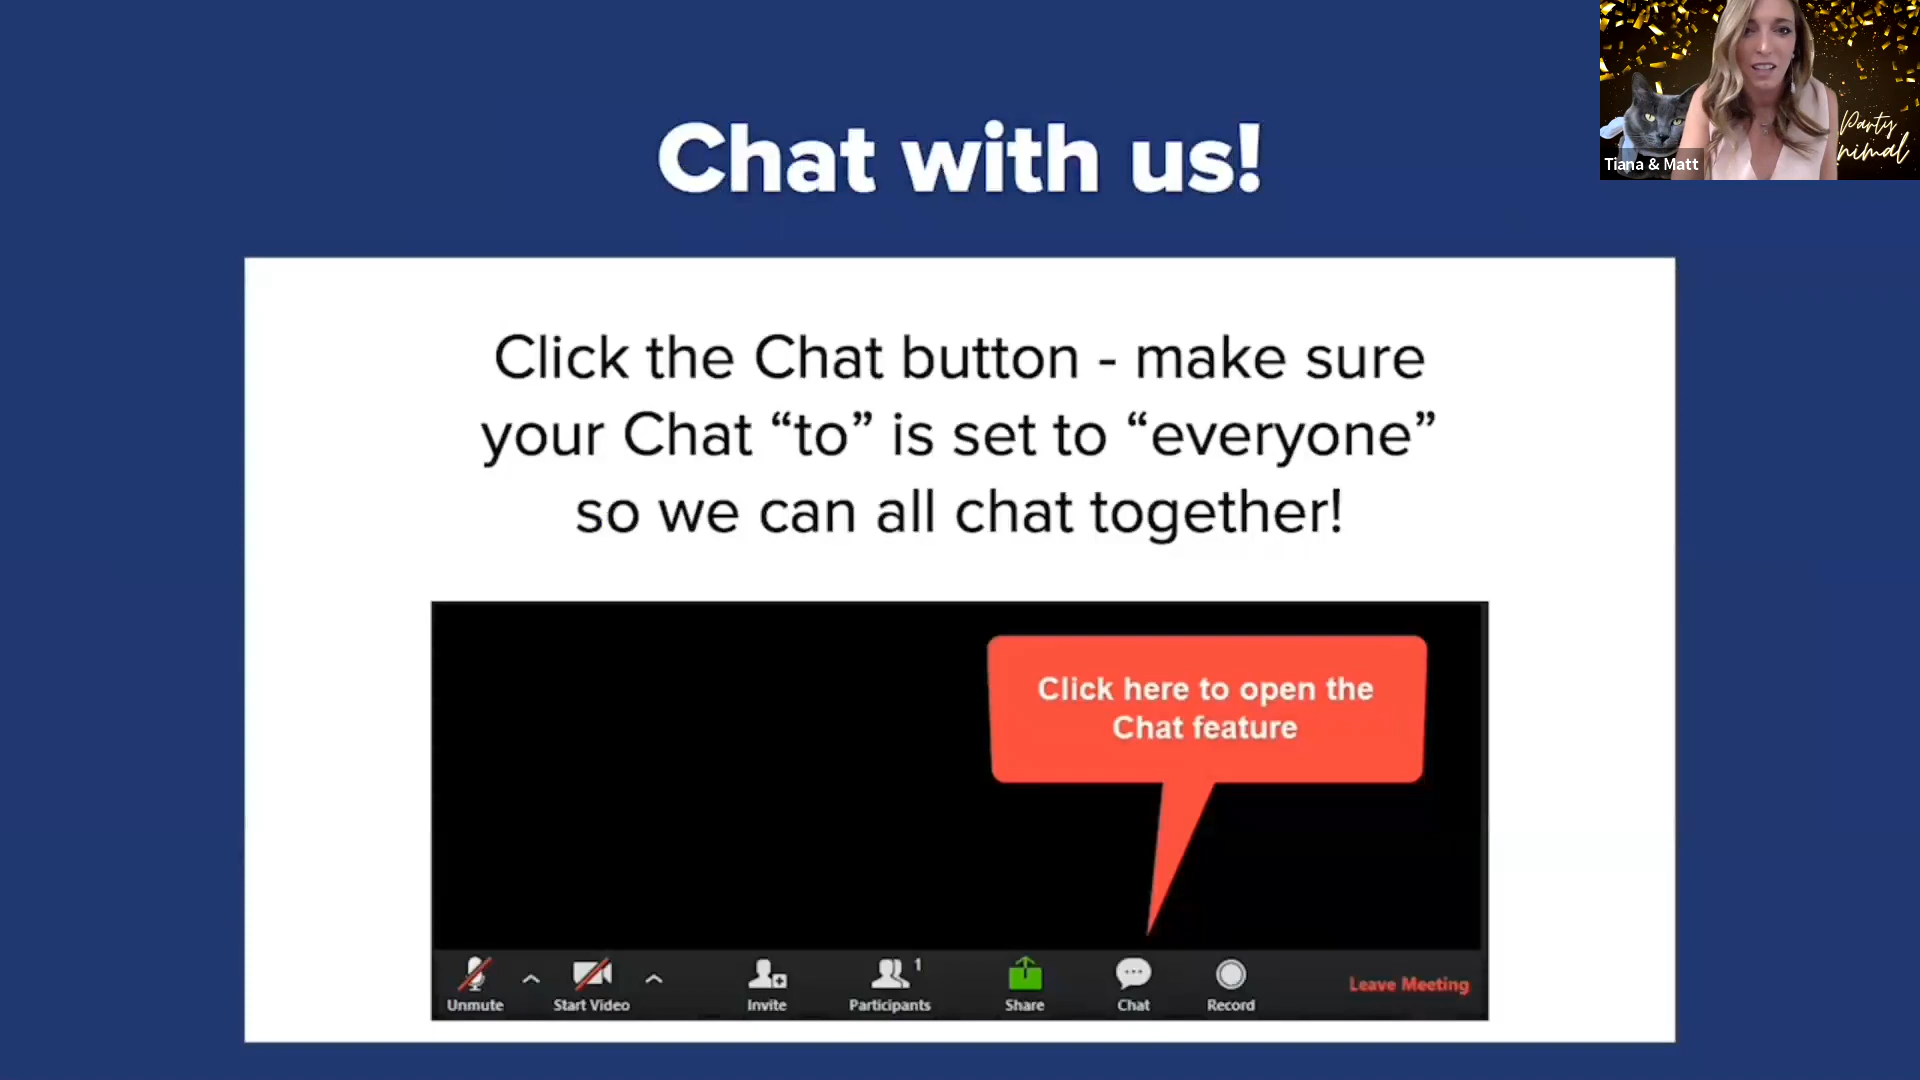 Chat with us!
Party
nimal
Tiana & Matt
Click the Chat button - make sure
your Chat “to” is set to “everyone”
so we can all chat together!
Click here to open the
Chat feature
1
Unmute
Start Video
Invite
Participants
Share
Chat
Record
Leave Meeting